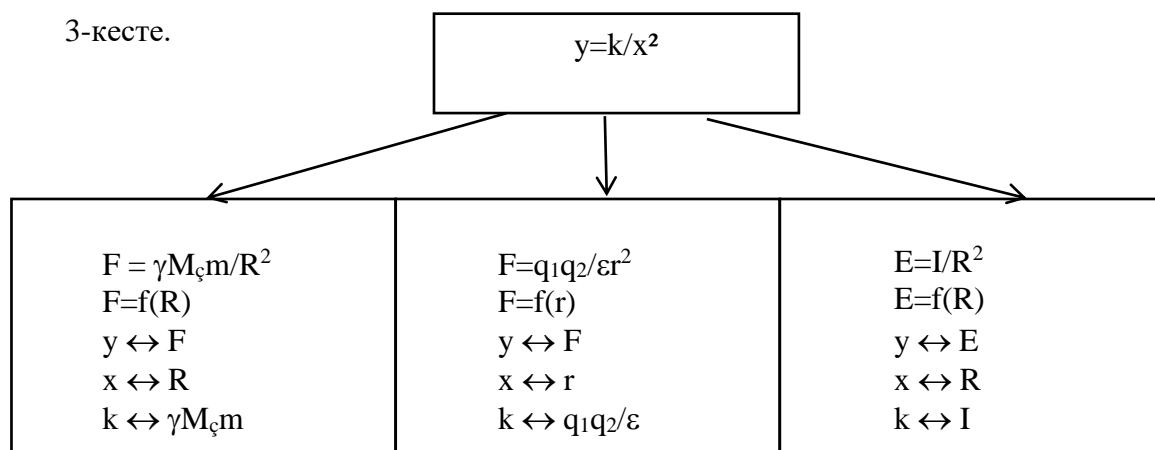 3-кесте.
y=k/x²
F = γMçm/R²
F=f(R)
y ↔ F
x ↔ R
k ↔ γMçm
F=q₁q₂/εr²
F=f(r)
y ↔ F
x ↔ r
k ↔ q₁q₂/ε
E=I/R²
E=f(R)
y ↔ E
x ↔ R
k ↔ I